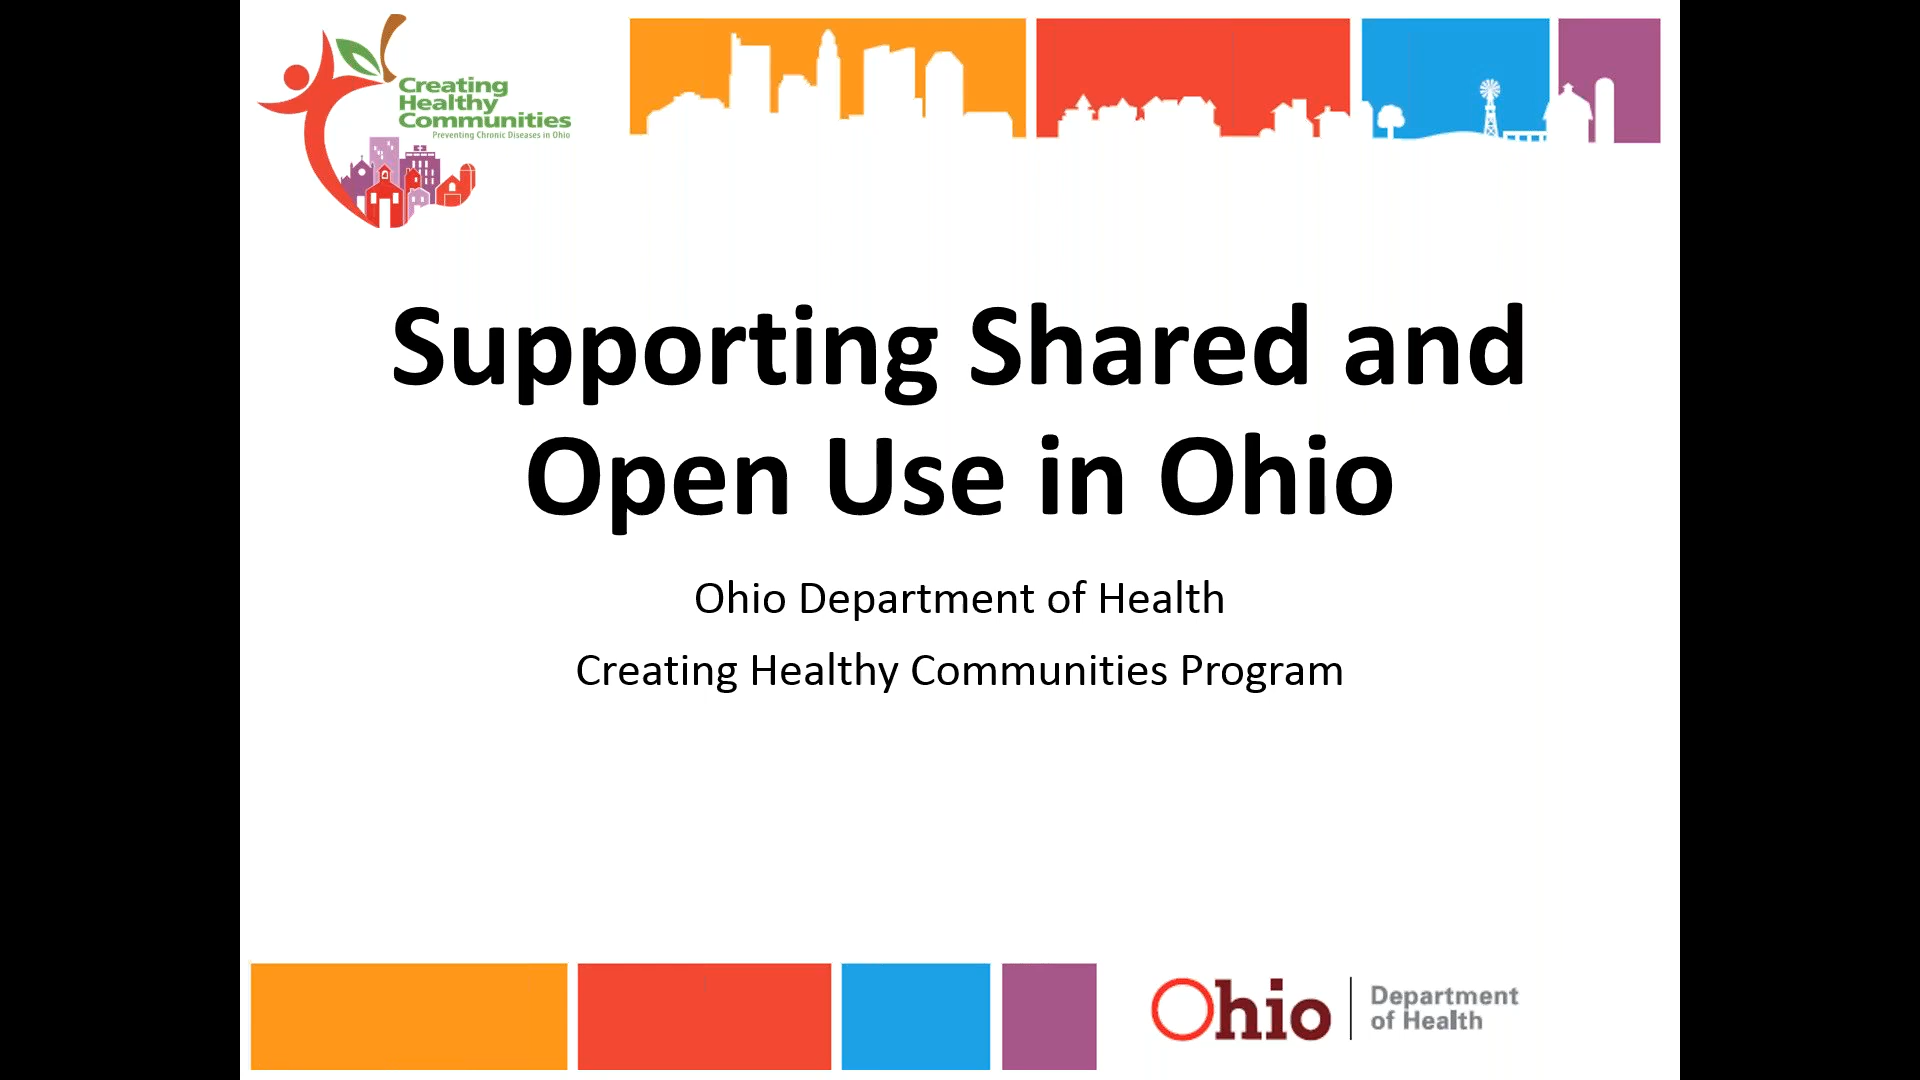 Creating
Healthy
Communities
Preventing Chronic Diseases in Ohio
Supporting Shared and
Open Use in Ohio
Ohio Department of Health
Creating Healthy Communities Program
Ohio
Department
of Health